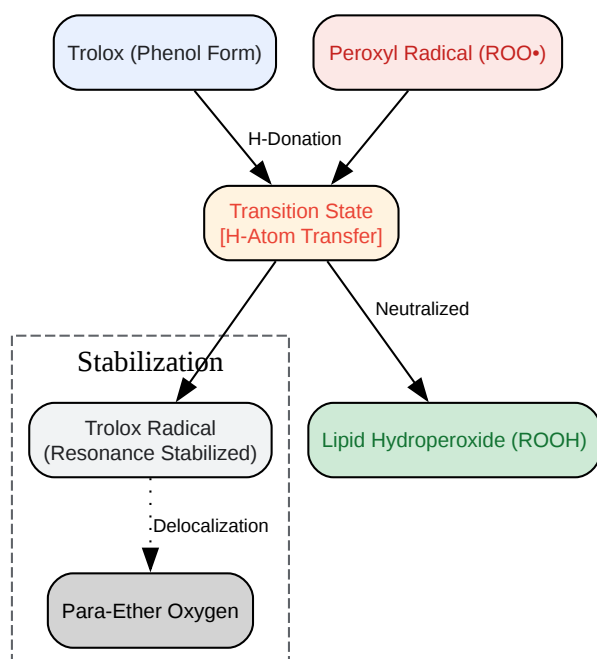 Trolox (Phenol Form)
Peroxyl Radical (ROO•)
H-Donation
Transition State
[H-Atom Transfer]
Neutralized
Stabilization
Trolox Radical
(Resonance Stabilized)
Lipid Hydroperoxide (ROOH)
Delocalization
Para-Ether Oxygen